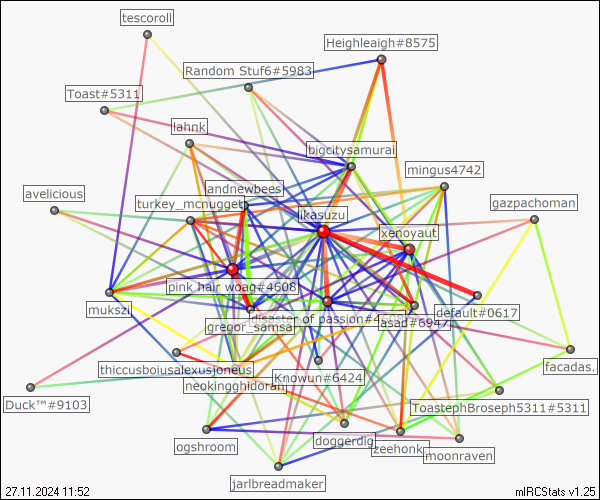 tescoroll
Heighleaigh#8575
Random Stuf6#5983
Toast#5311
lahnk
bigcitysamurai
mingus4742
andnewbees
avelicious
turkey_mcnugget
gazpachoman
likasuzu
xenoyaut
pink hair woag#4608
default#0617
mukszi
disaster of passion#4
asad#6947
gregor_samsa
facadas.
thiccusboiusalexusjoneus
Knowun#6424
neokingghidorah
Duck™#9103
ToastephBroseph5311#5311
ogshroom
doggerdig
zeehonk
moonraven
jarlbreadmaker
27.11.2024 11:52
mIRCStats v1.25